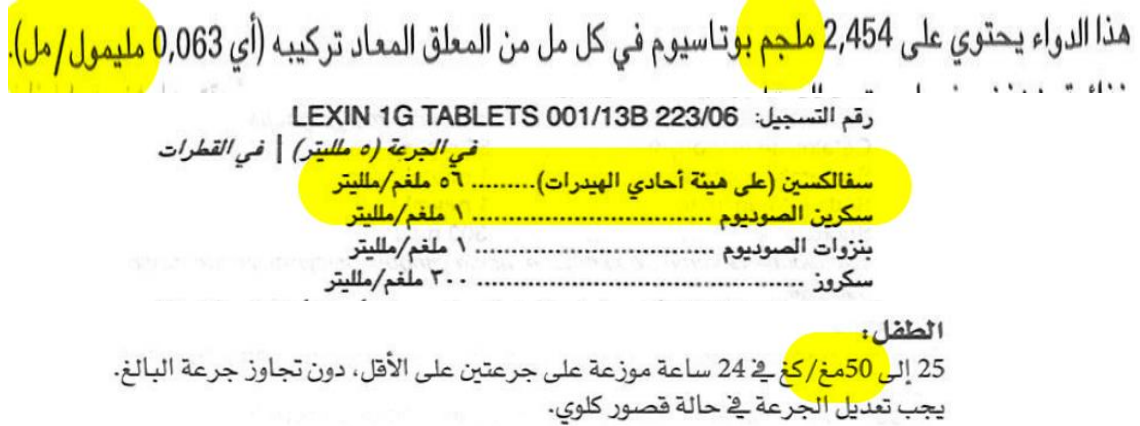 هذا الدواء يحتوي على 2,454 ملجم بوتاسيوم في كل مل من المعلق المعاد تركيبه (أي 0,063 مليمول/مل).
رقم التسجيل: LEXIN 1G TABLETS 001/13B 223/06
في الجرعة (٥ ملليتر) | في القطرات
سفالكسين (على هيئة أحادي الهيدرات)......... ٥٦ ملغم/ملليتر
سكرين الصوديوم ................................ ١ ملغم/ملليتر
بنزوات الصوديوم ................................ ١ ملغم/ملليتر
سكروز ............................................ ٣٠٠ ملغم/ملليتر
الطفل:
25 إلى 50مغ/كغ في 24 ساعة موزعة على جرعتين على الأقل، دون تجاوز جرعة البالغ.
يجب تعديل الجرعة في حالة قصور كلوي.